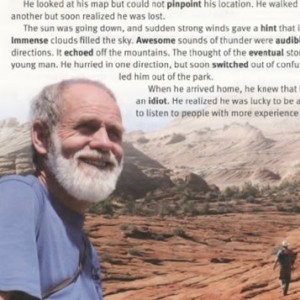 He looked at his map but could not pinpoint his location. He walked
another but soon realized he was lost.
The sun was going down, and sudden strong winds gave a hint that
Immense clouds filled the sky. Awesome sounds of thunder were audib
directions. It echoed off the mountains. The thought of the eventual sto
young man. He hurried in one direction, but soon switched out of confu
led him out of the park.
When he arrived home, he knew that
an idiot. He realized he was lucky to be a
to listen to people with more experience